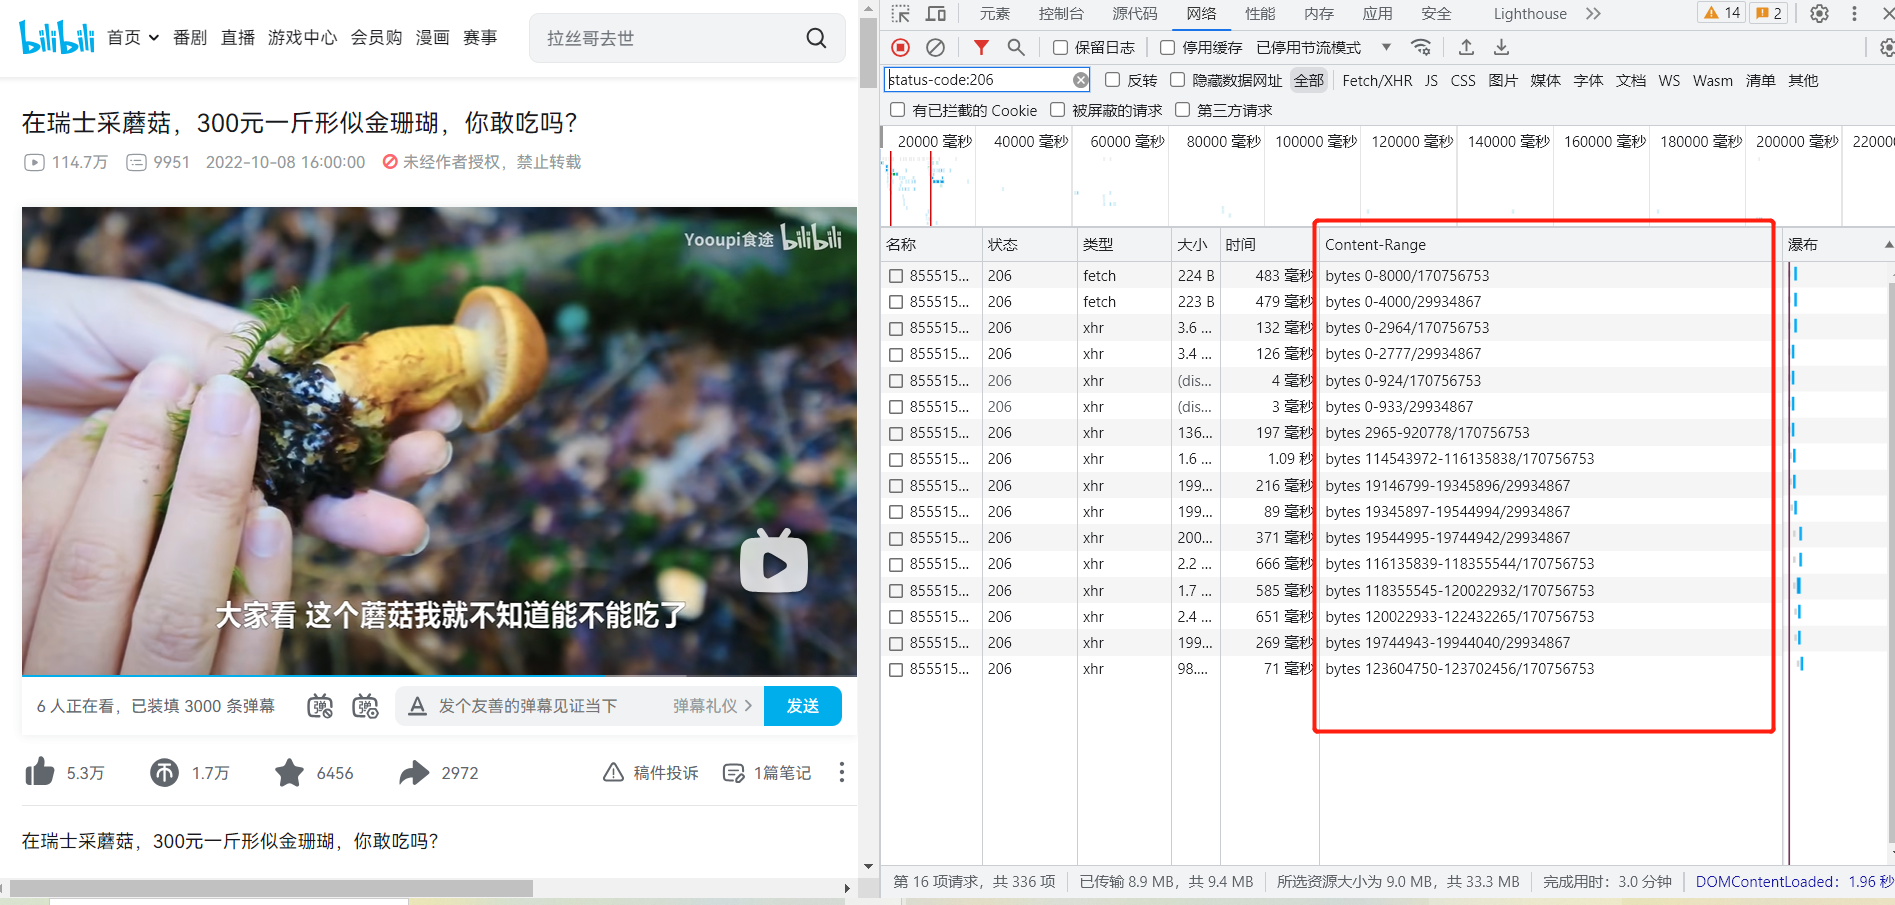 bilibili 首页 番剧 直播 游戏中心 会员购 漫画 赛事 拉丝哥去世
在瑞士采蘑菇，300元一斤形似金珊瑚，你敢吃吗？
114.7万 9951 2022-10-08 16:00:00 未经作者授权，禁止转载
Yooupi食途 bilibili
大家看 这个蘑菇我就不知道能不能吃了
6 人正在看，已装填 3000 条弹幕 弹 弹 A 发个友善的弹幕见证当下 弹幕礼仪 发送
5.3万 1.7万 6456 2972 稿件投诉 1篇笔记
在瑞士采蘑菇，300元一斤形似金珊瑚，你敢吃吗？
元素 控制台 源代码 网络 性能 内存 应用 安全 Lighthouse 14 2
保留日志 停用缓存 已停用节流模式
status-code:206 反转 隐藏数据网址 全部 Fetch/XHR JS CSS 图片 媒体 字体 文档 WS Wasm 清单 其他
有已拦截的 Cookie 被屏蔽的请求 第三方请求
20000 毫秒 40000 毫秒 60000 毫秒 80000 毫秒 100000 毫秒 120000 毫秒 140000 毫秒 160000 毫秒 180000 毫秒 200000 毫秒 22000
名称 状态 类型 大小 时间 Content-Range 瀑布
855515... 206 fetch 224 B 483 毫秒 bytes 0-8000/170756753
855515... 206 fetch 223 B 479 毫秒 bytes 0-4000/29934867
855515... 206 xhr 3.6 ... 132 毫秒 bytes 0-2964/170756753
855515... 206 xhr 3.4 ... 126 毫秒 bytes 0-2777/29934867
855515... 206 xhr (dis... 4 毫秒 bytes 0-924/170756753
855515... 206 xhr (dis... 3 毫秒 bytes 0-933/29934867
855515... 206 xhr 136... 197 毫秒 bytes 2965-920778/170756753
855515... 206 xhr 1.6 ... 1.09 秒 bytes 114543972-116135838/170756753
855515... 206 xhr 199... 216 毫秒 bytes 19146799-19345896/29934867
855515... 206 xhr 199... 89 毫秒 bytes 19345897-19544994/29934867
855515... 206 xhr 200... 371 毫秒 bytes 19544995-19744942/29934867
855515... 206 xhr 2.2 ... 666 毫秒 bytes 116135839-118355544/170756753
855515... 206 xhr 1.7 ... 585 毫秒 bytes 118355545-120022932/170756753
855515... 206 xhr 2.4 ... 651 毫秒 bytes 120022933-122432265/170756753
855515... 206 xhr 199... 269 毫秒 bytes 19744943-19944040/29934867
855515... 206 xhr 98.... 71 毫秒 bytes 123604750-123702456/170756753
第 16 项请求，共 336 项 已传输 8.9 MB，共 9.4 MB 所选资源大小为 9.0 MB，共 33.3 MB 完成用时：3.0 分钟 DOMContentLoaded：1.96 秒